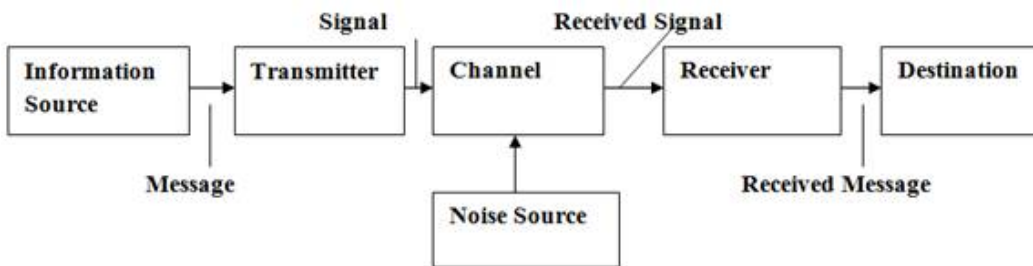 Signal
Received Signal
Information
Source
Transmitter
Channel
Receiver
Destination
Message
Received Message
Noise Source